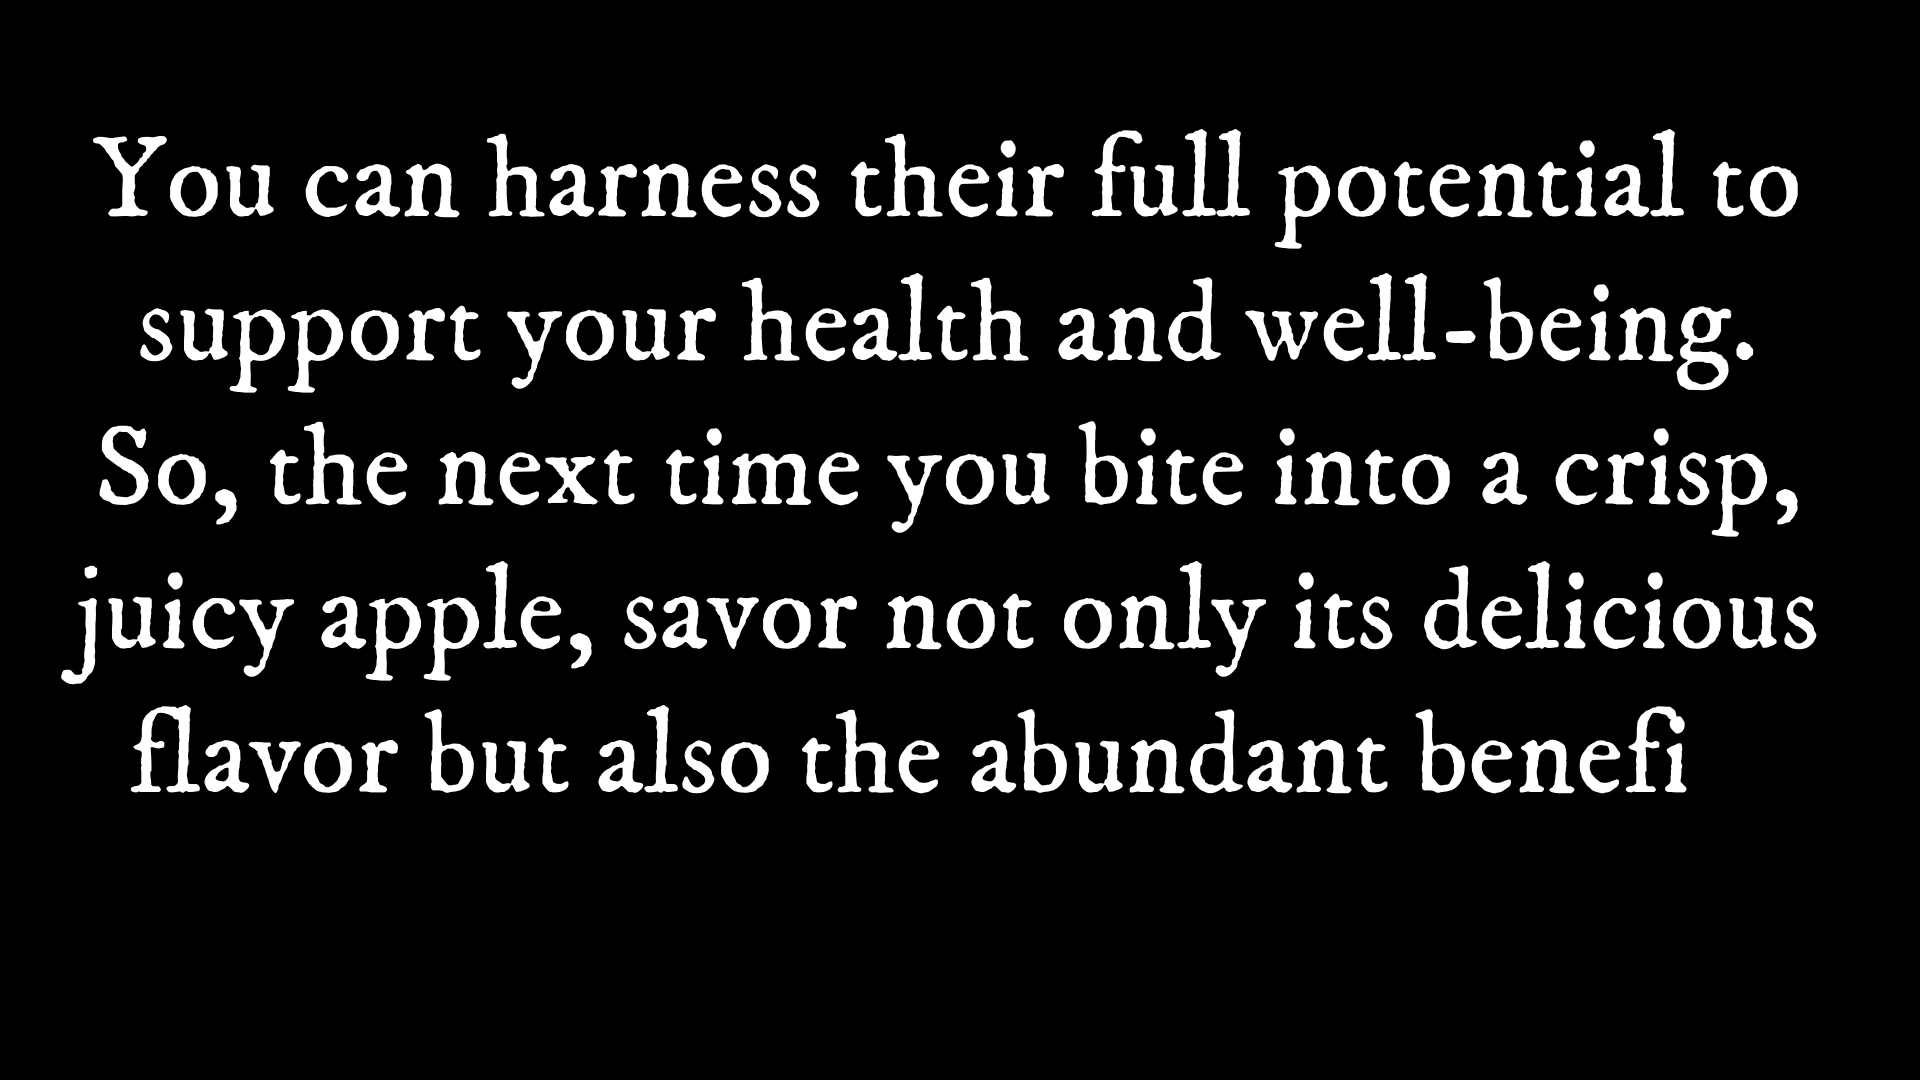 You can harness their full potential to
support your health and well-being.
So, the next time you bite into a crisp,
juicy apple, savor not only its delicious
flavor but also the abundant benefi